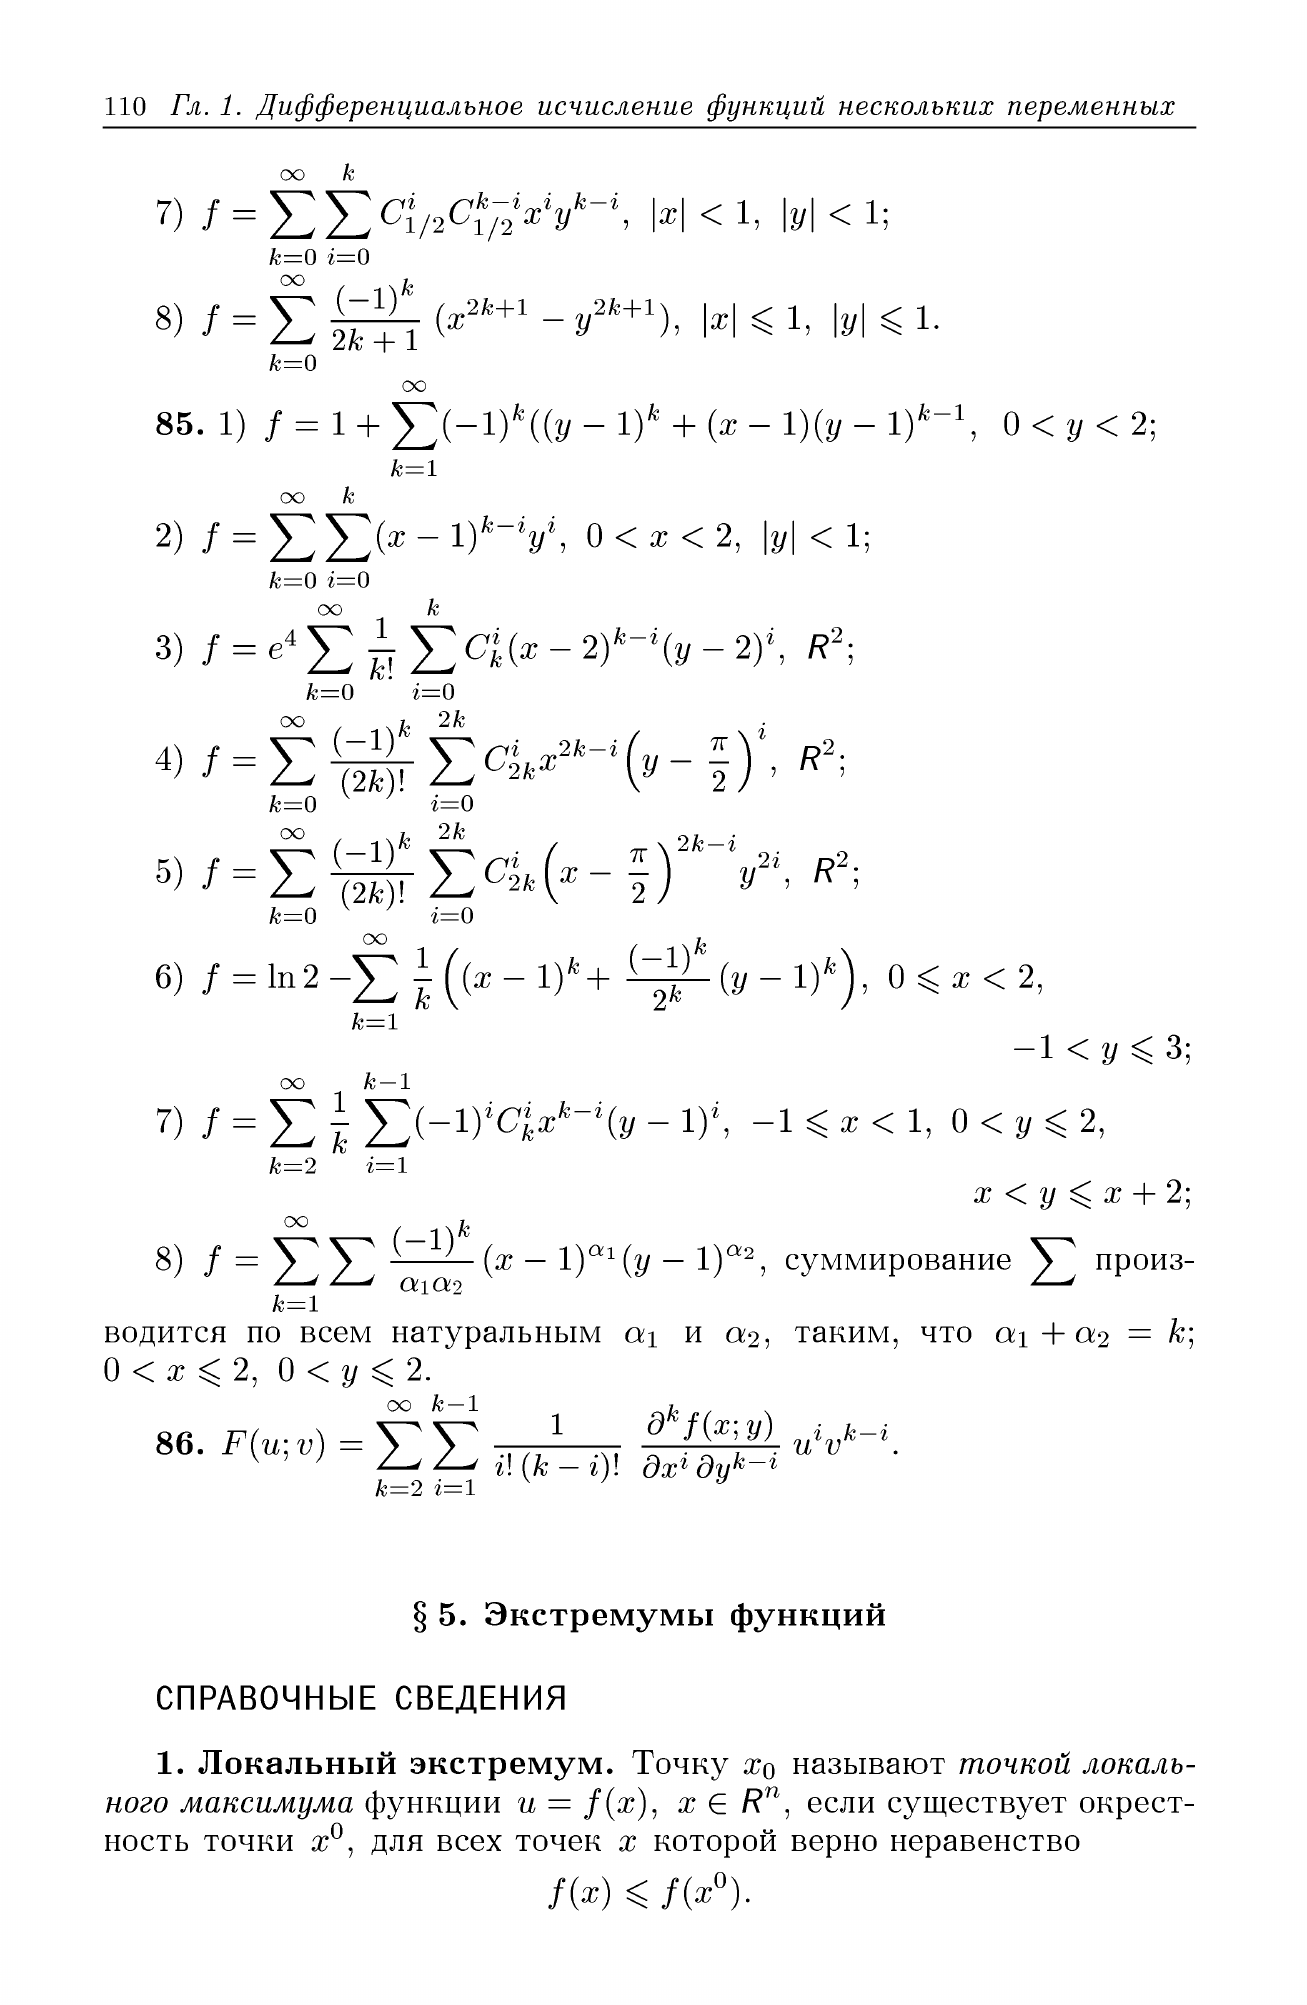 110 Гл. 1. Дифференциальное исчисление функций нескольких переменных
7) $f = \sum_{k=0}^{\infty} \sum_{i=0}^{k} C_{1/2}^{i} C_{1/2}^{k-i} x^i y^{k-i}, \ |x| < 1, \ |y| < 1;$
8) $f = \sum_{k=0}^{\infty} \frac{(-1)^k}{2k+1} (x^{2k+1} - y^{2k+1}), \ |x| \leqslant 1, \ |y| \leqslant 1.$
85. 1) $f = 1 + \sum_{k=1}^{\infty} (-1)^k ((y-1)^k + (x-1)(y-1)^{k-1}, \ 0 < y < 2;$
2) $f = \sum_{k=0}^{\infty} \sum_{i=0}^{k} (x-1)^{k-i} y^i, \ 0 < x < 2, \ |y| < 1;$
3) $f = e^4 \sum_{k=0}^{\infty} \frac{1}{k!} \sum_{i=0}^{k} C_k^i (x-2)^{k-i} (y-2)^i, \ R^2;$
4) $f = \sum_{k=0}^{\infty} \frac{(-1)^k}{(2k)!} \sum_{i=0}^{2k} C_{2k}^i x^{2k-i} \left(y - \frac{\pi}{2}\right)^i, \ R^2;$
5) $f = \sum_{k=0}^{\infty} \frac{(-1)^k}{(2k)!} \sum_{i=0}^{2k} C_{2k}^i \left(x - \frac{\pi}{2}\right)^{2k-i} y^{2i}, \ R^2;$
6) $f = \ln 2 - \sum_{k=1}^{\infty} \frac{1}{k} \left((x-1)^k + \frac{(-1)^k}{2^k} (y-1)^k\right), \ 0 \leqslant x < 2,$
$-1 < y \leqslant 3;$
7) $f = \sum_{k=2}^{\infty} \frac{1}{k} \sum_{i=1}^{k-1} (-1)^i C_k^i x^{k-i} (y-1)^i, \ -1 \leqslant x < 1, \ 0 < y \leqslant 2,$
$x < y \leqslant x + 2;$
8) $f = \sum_{k=1}^{\infty} \sum \frac{(-1)^k}{\alpha_1 \alpha_2} (x-1)^{\alpha_1} (y-1)^{\alpha_2},$ суммирование $\sum$ произ-
водится по всем натуральным $\alpha_1$ и $\alpha_2$, таким, что $\alpha_1 + \alpha_2 = k;$
$0 < x \leqslant 2, \ 0 < y \leqslant 2.$
86. $F(u; v) = \sum_{k=2}^{\infty} \sum_{i=1}^{k-1} \frac{1}{i!\,(k-i)!} \frac{\partial^k f(x; y)}{\partial x^i \, \partial y^{k-i}} u^i v^{k-i}.$
§ 5. Экстремумы функций
СПРАВОЧНЫЕ СВЕДЕНИЯ
1. Локальный экстремум. Точку $x_0$ называют точкой локаль-
ного максимума функции $u = f(x), \ x \in R^n$, если существует окрест-
ность точки $x^0$, для всех точек $x$ которой верно неравенство
$f(x) \leqslant f(x^0).$